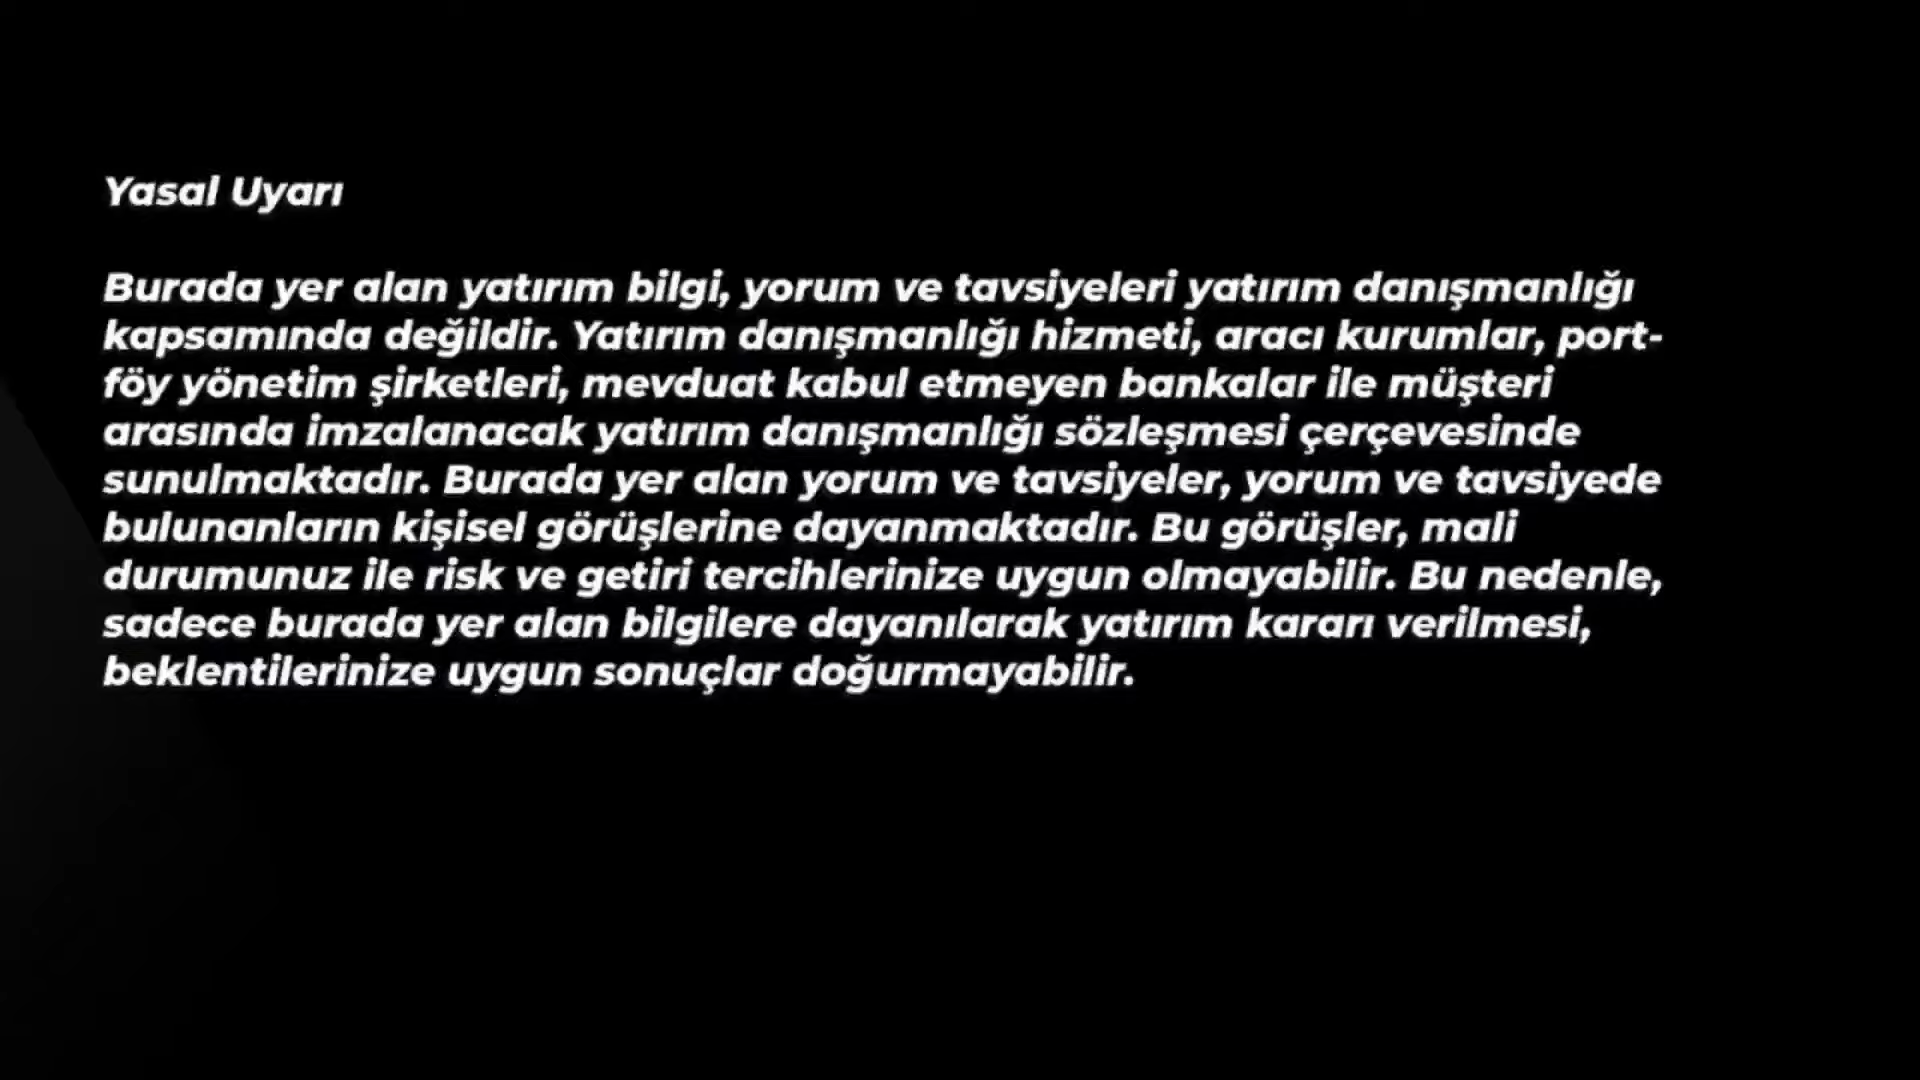 Yasal Uyarı
Burada yer alan yatırım bilgi, yorum ve tavsiyeleri yatırım danışmanlığı
kapsamında değildir. Yatırım danışmanlığı hizmeti, aracı kurumlar, port-
föy yönetim şirketleri, mevduat kabul etmeyen bankalar ile müşteri
arasında imzalanacak yatırım danışmanlığı sözleşmesi çerçevesinde
sunulmaktadır. Burada yer alan yorum ve tavsiyeler, yorum ve tavsiyede
bulunanların kişisel görüşlerine dayanmaktadır. Bu görüşler, mali
durumunuz ile risk ve getiri tercihlerinize uygun olmayabilir. Bu nedenle,
sadece burada yer alan bilgilere dayanılarak yatırım kararı verilmesi,
beklentilerinize uygun sonuçlar doğurmayabilir.